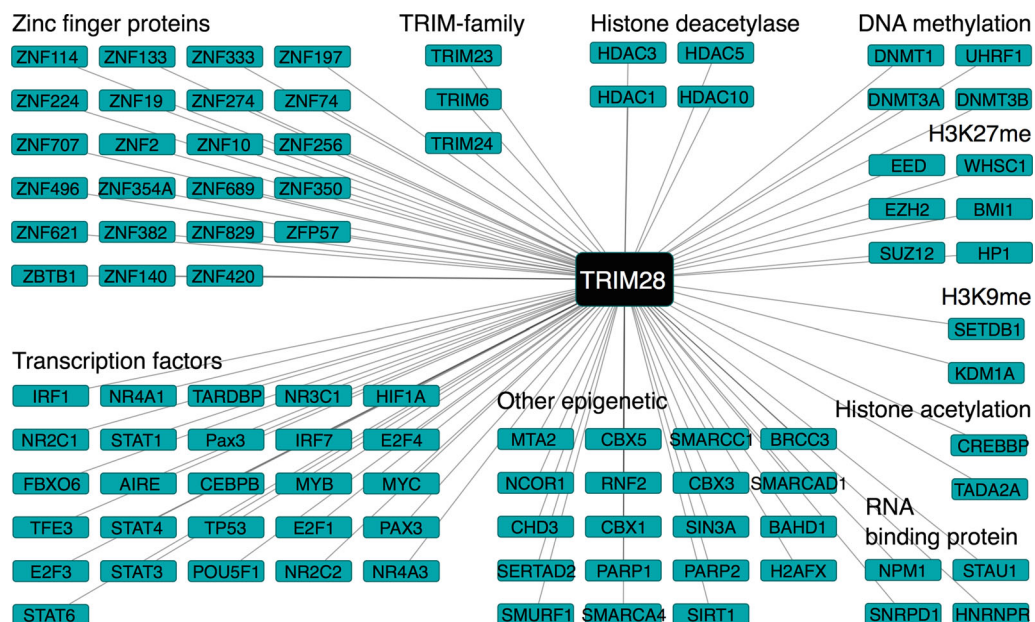 Zinc finger proteins
ZNF114 ZNF133 ZNF333 ZNF197
ZNF224 ZNF19 ZNF274 ZNF74
ZNF707 ZNF2 ZNF10 ZNF256
ZNF496 ZNF354A ZNF689 ZNF350
ZNF621 ZNF382 ZNF829 ZFP57
ZBTB1 ZNF140 ZNF420
TRIM-family
TRIM23
TRIM6
TRIM24
Histone deacetylase
HDAC3 HDAC5
HDAC1 HDAC10
DNA methylation
DNMT1 UHRF1
DNMT3A DNMT3B
H3K27me
EED WHSC1
EZH2 BMI1
SUZ12 HP1
TRIM28
H3K9me
SETDB1
KDM1A
Transcription factors
IRF1 NR4A1 TARDBP NR3C1 HIF1A
NR2C1 STAT1 Pax3 IRF7 E2F4
FBXO6 AIRE CEBPB MYB MYC
TFE3 STAT4 TP53 E2F1 PAX3
E2F3 STAT3 POU5F1 NR2C2 NR4A3
STAT6
Other epigenetic
MTA2 CBX5 SMARCC1 BRCC3
NCOR1 RNF2 CBX3 SMARCAD1
CHD3 CBX1 SIN3A BAHD1
SERTAD2 PARP1 PARP2 H2AFX
SMURF1 SMARCA4 SIRT1
Histone acetylation
CREBBP
TADA2A
RNA
binding protein
NPM1 STAU1
SNRPD1 HNRNPR